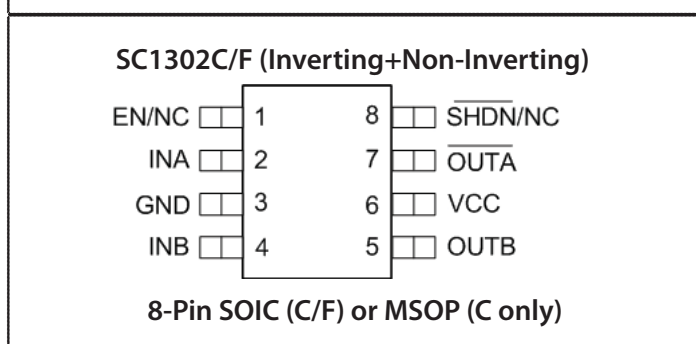 SC1302C/F (Inverting+Non-Inverting)
EN/NC 1 8 SHDN/NC
INA 2 7 OUTA
GND 3 6 VCC
INB 4 5 OUTB
8-Pin SOIC (C/F) or MSOP (C only)